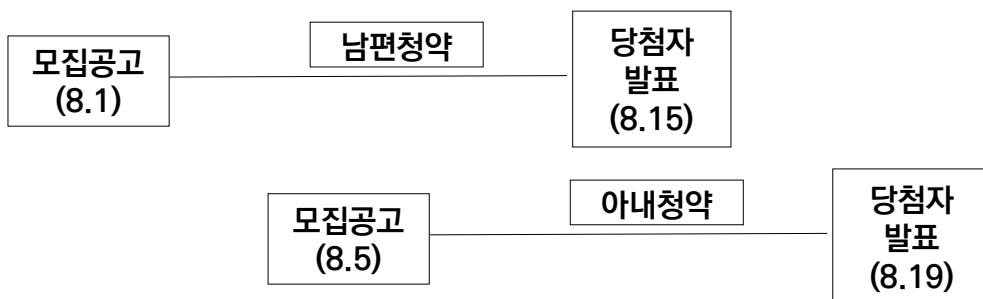 모집공고
(8.1)
남편청약
당첨자
발표
(8.15)
모집공고
(8.5)
아내청약
당첨자
발표
(8.19)